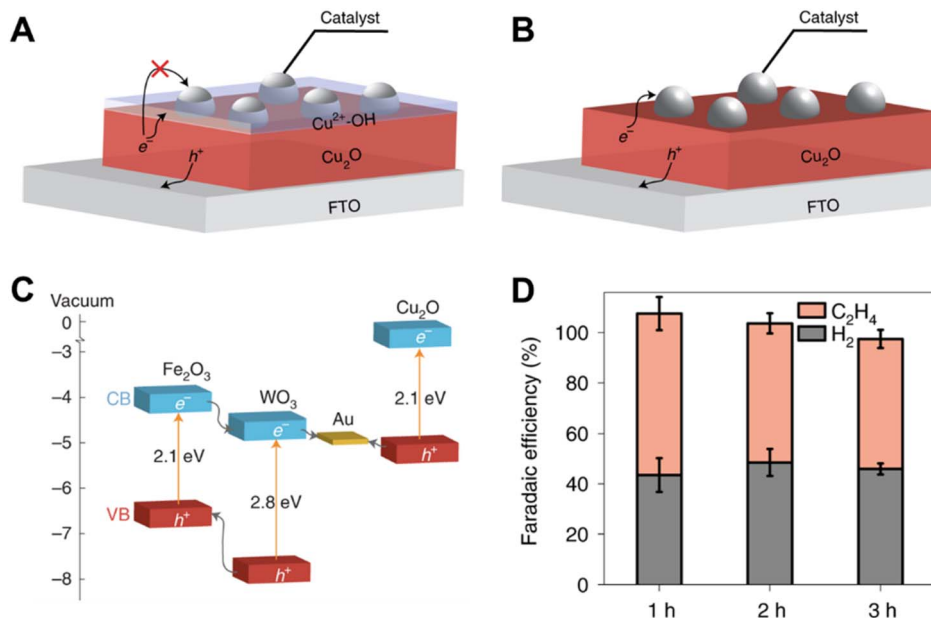 A
Catalyst
Cu²⁺-OH
e⁻
h⁺
Cu₂O
FTO
B
Catalyst
e⁻
h⁺
Cu₂O
FTO
C
Vacuum
0
−3
−4
−5
−6
−7
−8
CB
VB
Fe₂O₃
e⁻
2.1 eV
h⁺
WO₃
e⁻
2.8 eV
h⁺
Au
Cu₂O
e⁻
2.1 eV
h⁺
D
Faradaic efficiency (%)
100
80
60
40
20
0
C₂H₄
H₂
1 h
2 h
3 h